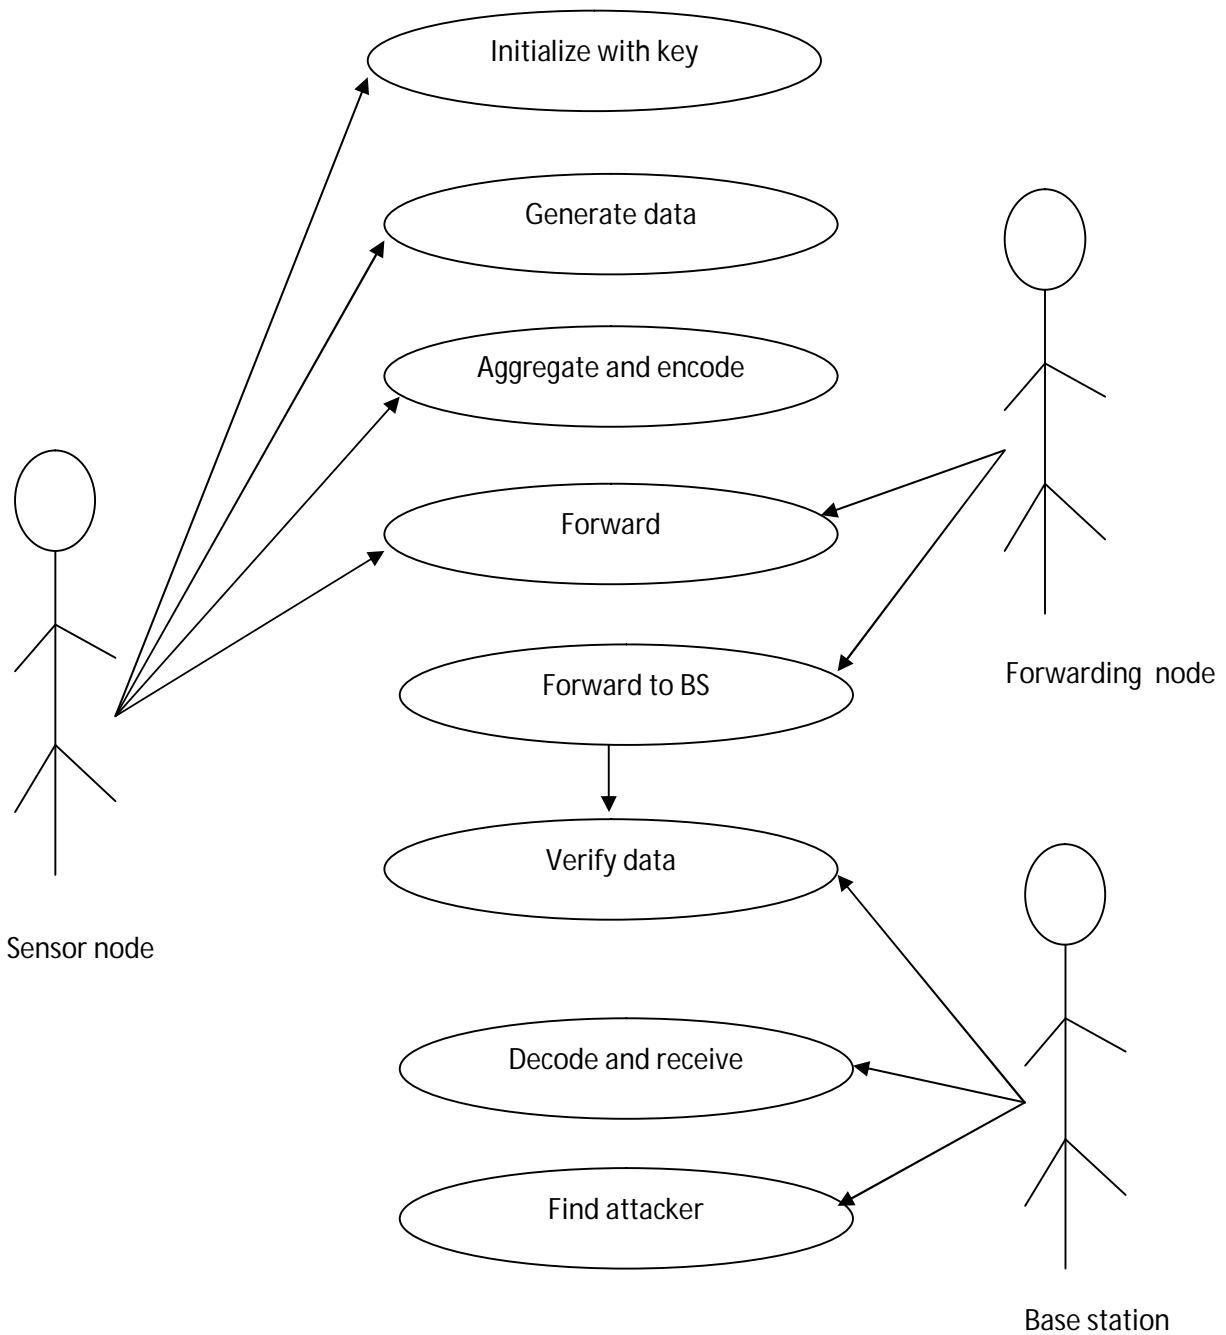 Initialize with key
Generate data
Aggregate and encode
Forward
Forward to BS
Forwarding node
Verify data
Sensor node
Decode and receive
Find attacker
Base station